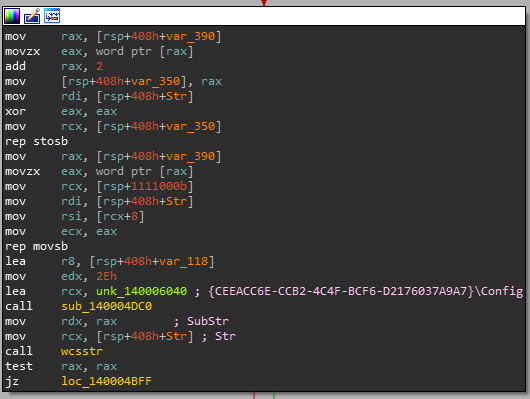 mov rax, [rsp+408h+var_390]
movzx eax, word ptr [rax]
add rax, 2
mov [rsp+408h+var_350], rax
mov rdi, [rsp+408h+Str]
xor eax, eax
mov rcx, [rsp+408h+var_350]
rep stosb
mov rax, [rsp+408h+var_390]
movzx eax, word ptr [rax]
mov rcx, [rsp+1111000b]
mov rdi, [rsp+408h+Str]
mov rsi, [rcx+8]
mov ecx, eax
rep movsb
lea r8, [rsp+408h+var_118]
mov edx, 2Eh
lea rcx, unk_140006040 ; {CEEACC6E-CCB2-4C4F-BCF6-D2176037A9A7}\Config
call sub_140004DC0
mov rdx, rax ; SubStr
mov rcx, [rsp+408h+Str] ; Str
call wcsstr
test rax, rax
jz loc_140004BFF